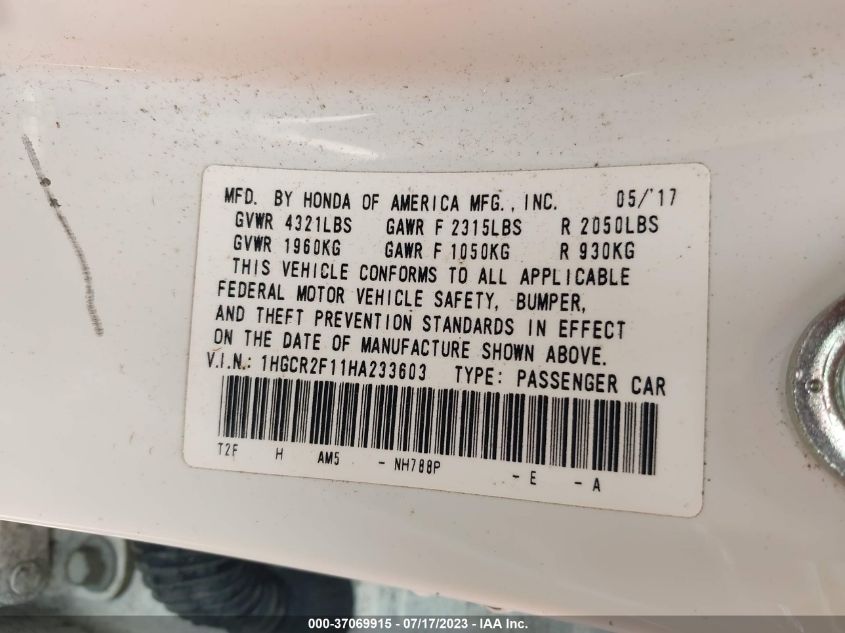 MFD. BY HONDA OF AMERICA MFG., INC. 05/'17
GVWR 4321LBS GAWR F 2315LBS R 2050LBS
GVWR 1960KG GAWR F 1050KG R 930KG
THIS VEHICLE CONFORMS TO ALL APPLICABLE
FEDERAL MOTOR VEHICLE SAFETY, BUMPER,
AND THEFT PREVENTION STANDARDS IN EFFECT
ON THE DATE OF MANUFACTURE SHOWN ABOVE.
V.I.N.: 1HGCR2F11HA233603 TYPE: PASSENGER CAR
T2F H AM5 - NH788P - E - A
000-37069915 - 07/17/2023 - IAA Inc.